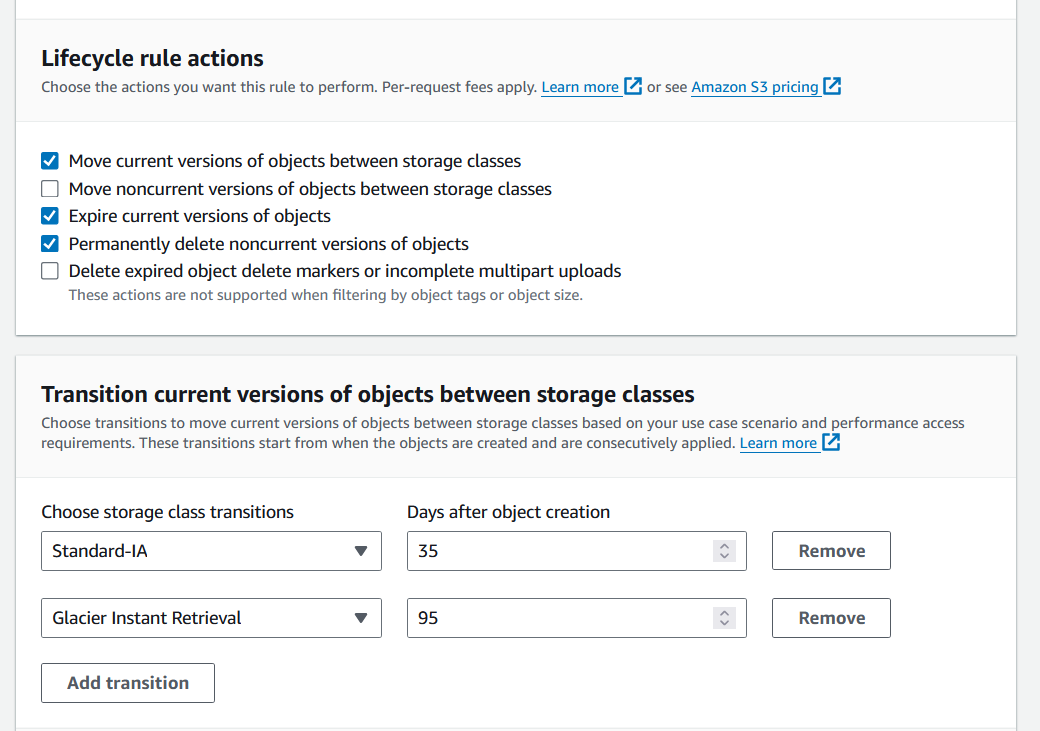 Lifecycle rule actions
Choose the actions you want this rule to perform. Per-request fees apply. Learn more or see Amazon S3 pricing
Move current versions of objects between storage classes
Move noncurrent versions of objects between storage classes
Expire current versions of objects
Permanently delete noncurrent versions of objects
Delete expired object delete markers or incomplete multipart uploads
These actions are not supported when filtering by object tags or object size.
Transition current versions of objects between storage classes
Choose transitions to move current versions of objects between storage classes based on your use case scenario and performance access
requirements. These transitions start from when the objects are created and are consecutively applied. Learn more
Choose storage class transitions Days after object creation
Standard-IA 35 Remove
Glacier Instant Retrieval 95 Remove
Add transition